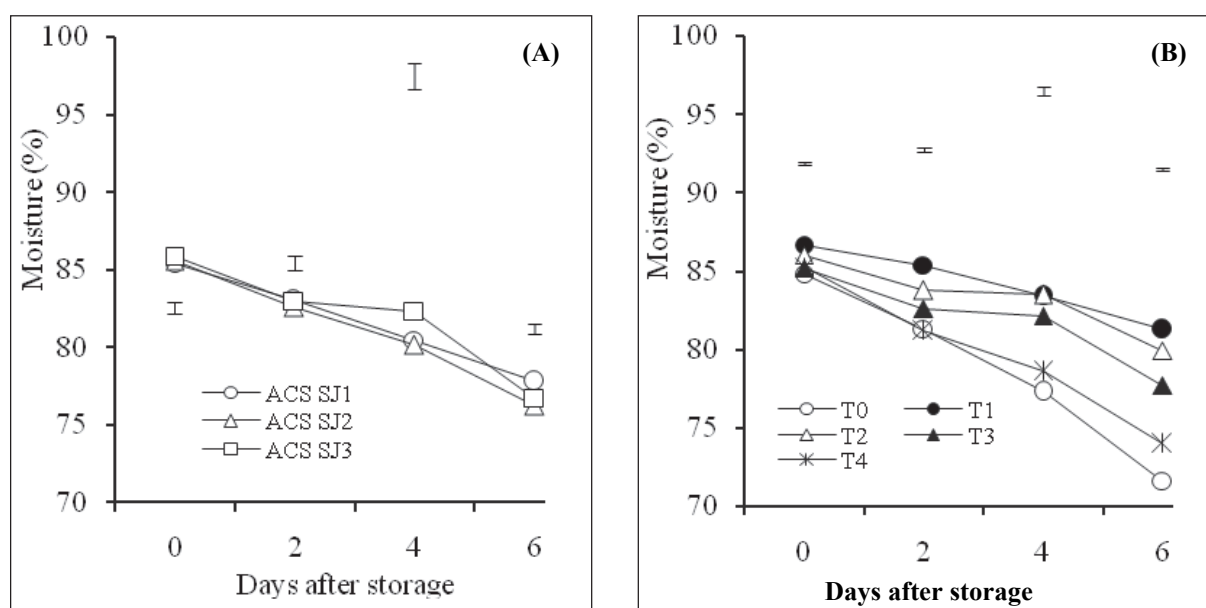 (A)
Moisture (%)
100
95
90
85
80
75
70
ACS SJ1
ACS SJ2
ACS SJ3
0 2 4 6
Days after storage
(B)
Moisture (%)
100
95
90
85
80
75
70
T0 T1
T2 T3
T4
0 2 4 6
Days after storage